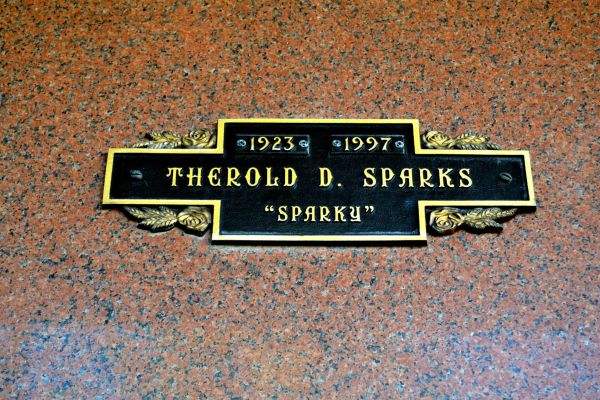 1923 1997
THEROLD D. SPARKS
"SPARKY"